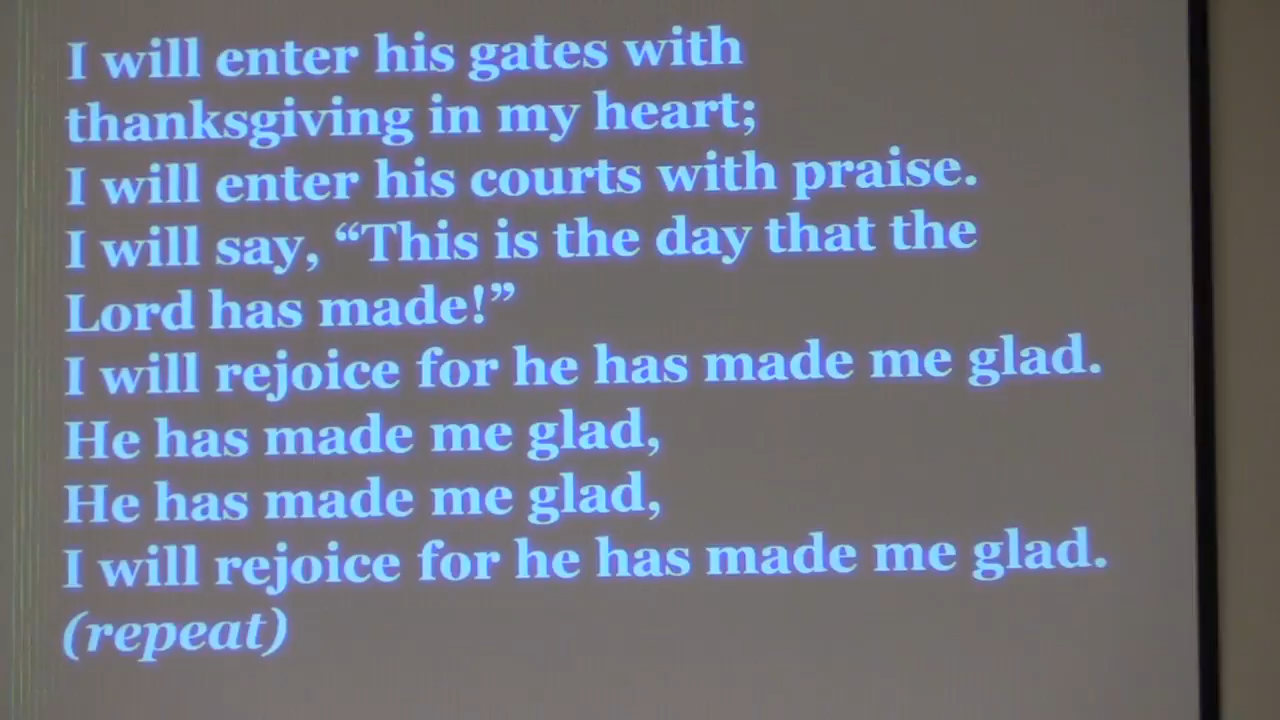 I will enter his gates with
thanksgiving in my heart;
I will enter his courts with praise.
I will say, “This is the day that the
Lord has made!”
I will rejoice for he has made me glad.
He has made me glad,
He has made me glad,
I will rejoice for he has made me glad.
(repeat)